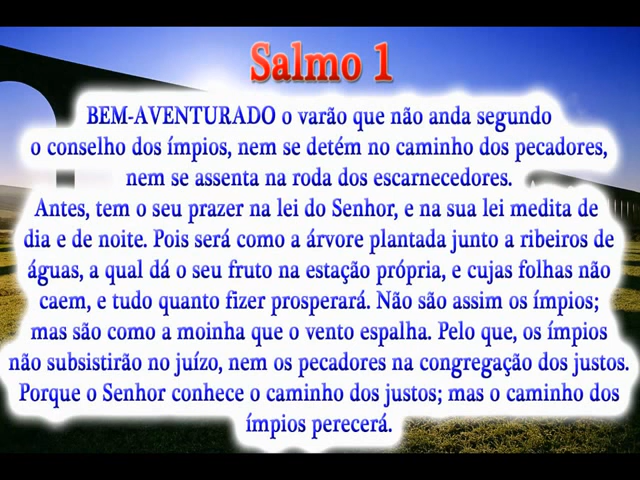 Salmo 1
BEM-AVENTURADO o varão que não anda segundo
o conselho dos ímpios, nem se detém no caminho dos pecadores,
nem se assenta na roda dos escarnecedores.
Antes, tem o seu prazer na lei do Senhor, e na sua lei medita de
dia e de noite. Pois será como a árvore plantada junto a ribeiros de
águas, a qual dá o seu fruto na estação própria, e cujas folhas não
caem, e tudo quanto fizer prosperará. Não são assim os ímpios;
mas são como a moinha que o vento espalha. Pelo que, os ímpios
não subsistirão no juízo, nem os pecadores na congregação dos justos.
Porque o Senhor conhece o caminho dos justos; mas o caminho dos
ímpios perecerá.